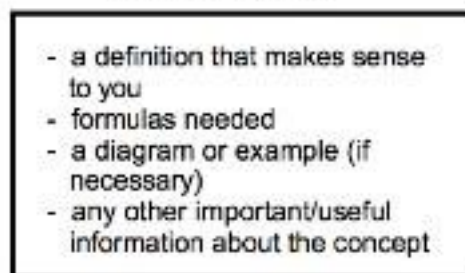 - a definition that makes sense
to you
- formulas needed
- a diagram or example (if
necessary)
- any other important/useful
information about the concept